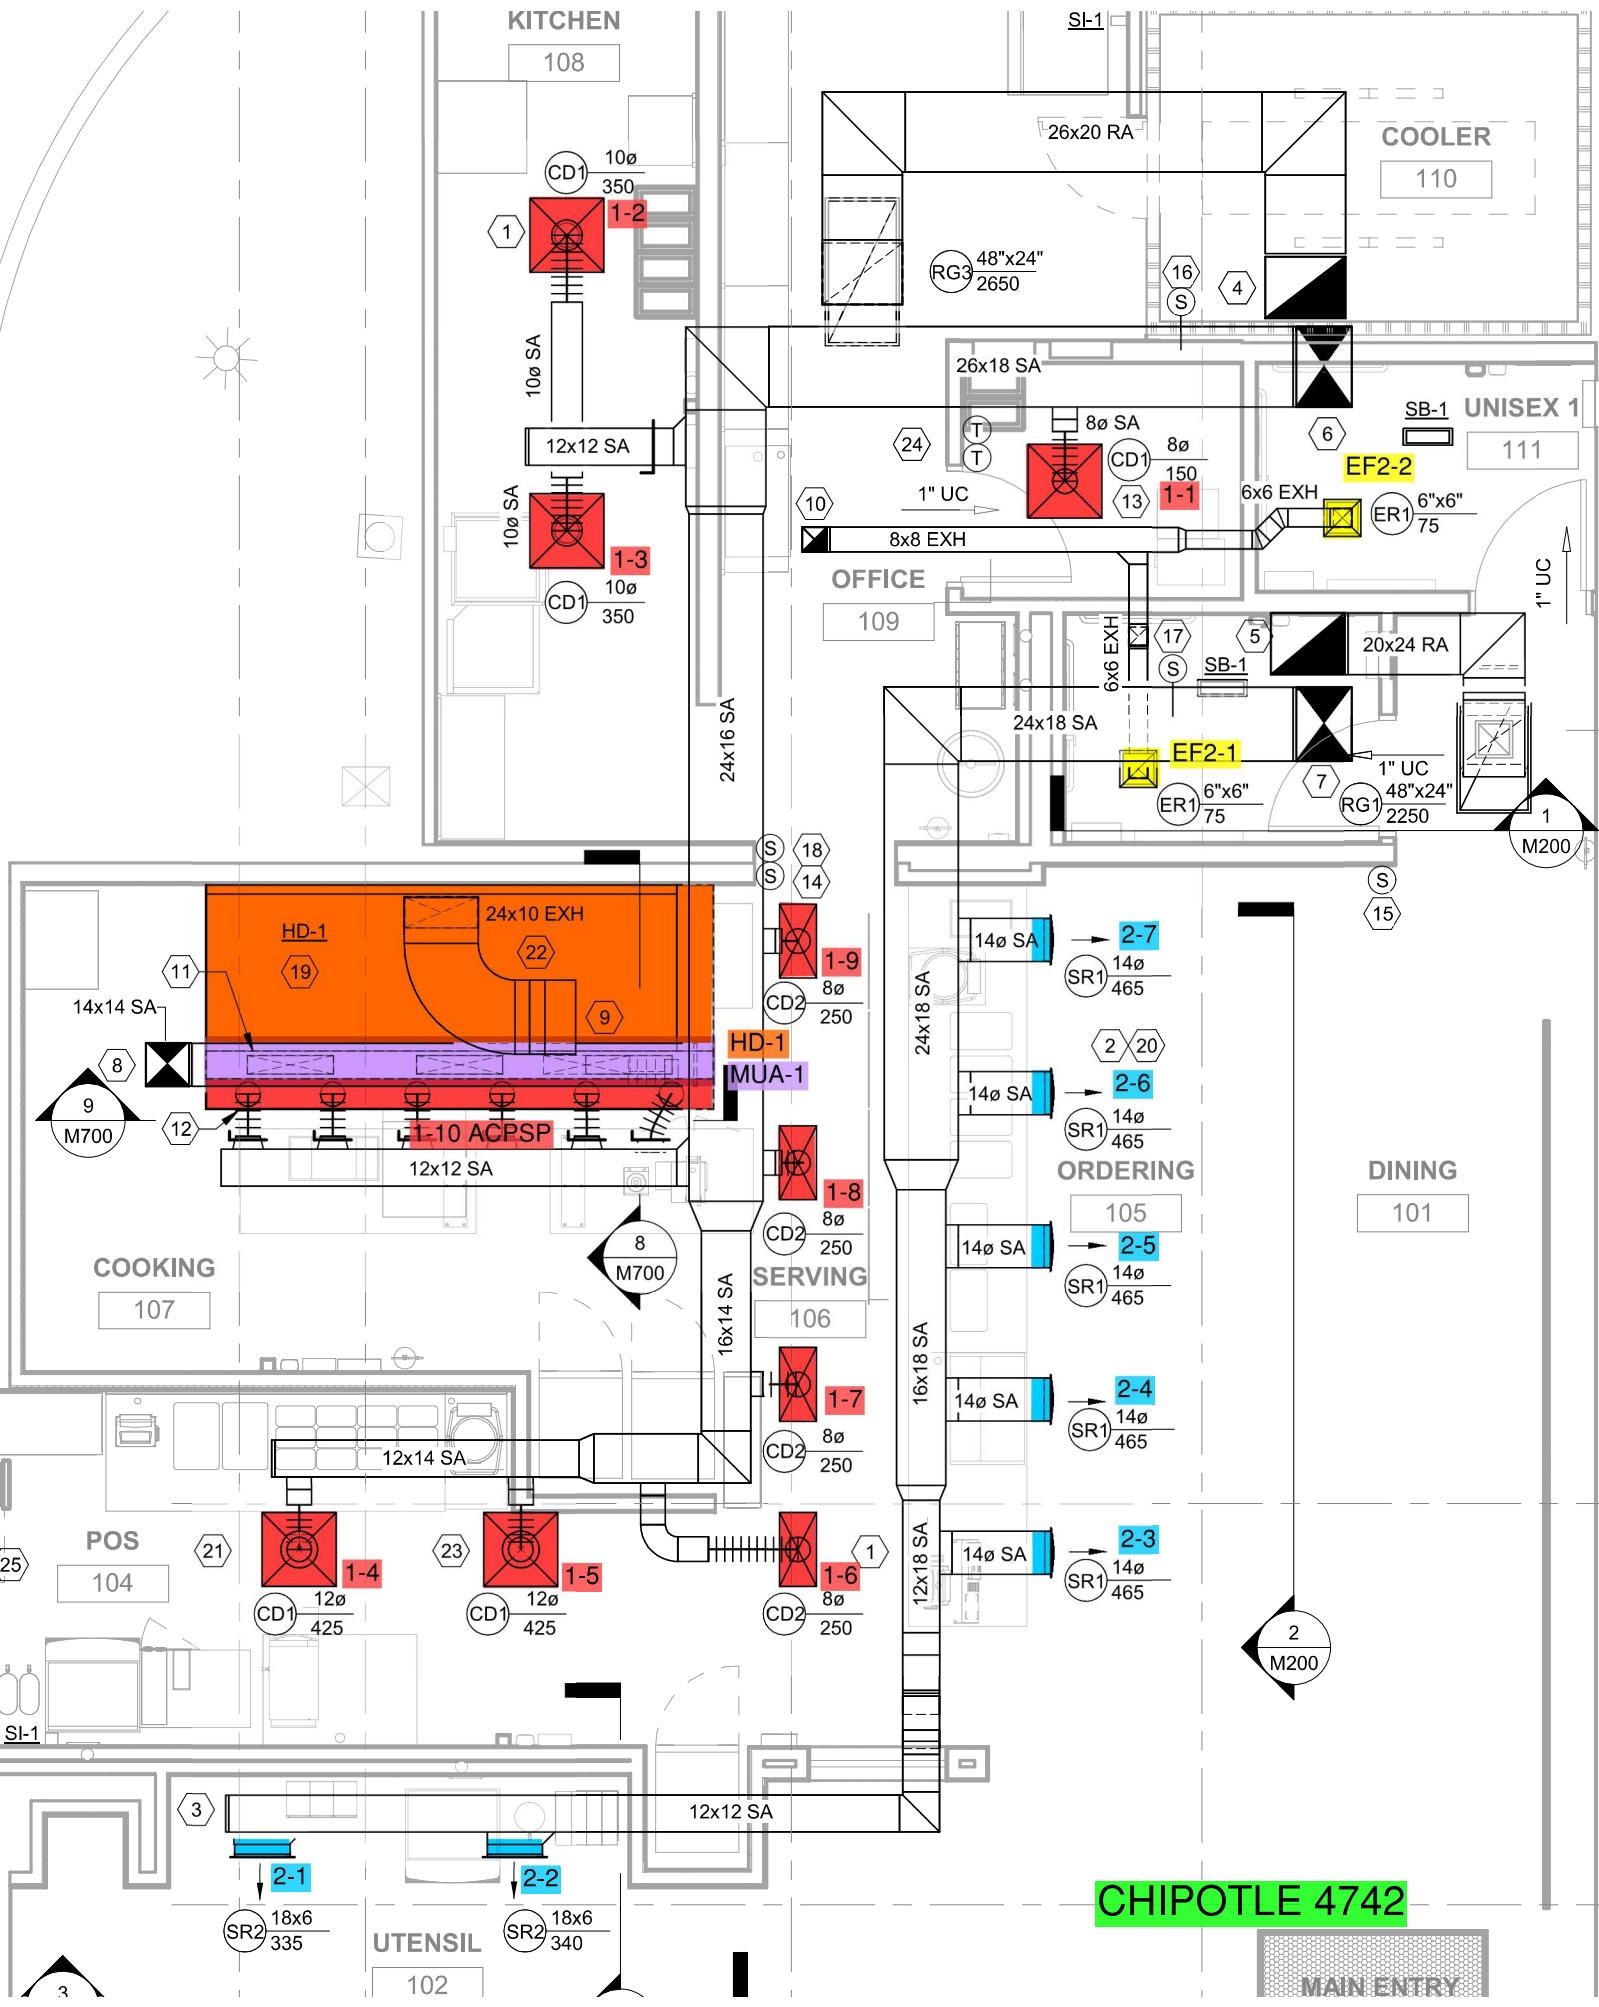 KITCHEN
108
SI-1
26x20 RA
COOLER
110
CD1
10ø
350
1-2
1
RG3
48"x24"
2650
16
S
4
10ø SA
12x12 SA
26x18 SA
24
T
T
8ø SA
CD1
8ø
150
13
1-1
6
SB-1
UNISEX 1
111
EF2-2
6x6 EXH
ER1
6"x6"
75
10ø SA
1-3
CD1
10ø
350
10
1" UC
8x8 EXH
OFFICE
109
1" UC
6x6 EXH
17
S
SB-1
5
20x24 RA
24x16 SA
24x18 SA
EF2-1
ER1
6"x6"
75
7
1" UC
RG1
48"x24"
2250
1
M200
S
18
S
14
S
15
HD-1
19
24x10 EXH
22
9
11
14x14 SA
8
HD-1
MUA-1
9
M700
12
1-10 ACPSP
12x12 SA
1-9
CD2
8ø
250
14ø SA
2-7
SR1
14ø
465
24x18 SA
2
20
14ø SA
2-6
SR1
14ø
465
1-8
CD2
8ø
250
ORDERING
105
DINING
101
8
M700
COOKING
107
SERVING
106
14ø SA
2-5
SR1
14ø
465
16x14 SA
16x18 SA
1-7
CD2
8ø
250
14ø SA
2-4
SR1
14ø
465
12x14 SA
POS
104
25
21
1-4
CD1
12ø
425
23
1-5
CD1
12ø
425
1-6
1
CD2
8ø
250
12x18 SA
14ø SA
2-3
SR1
14ø
465
2
M200
SI-1
3
12x12 SA
2-1
SR2
18x6
335
2-2
SR2
18x6
340
UTENSIL
102
CHIPOTLE 4742
MAIN ENTRY
3